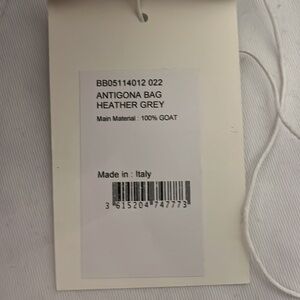 BB05114012 022
ANTIGONA BAG
HEATHER GREY
Main Material : 100% GOAT
Made in : Italy
3 615204 747773